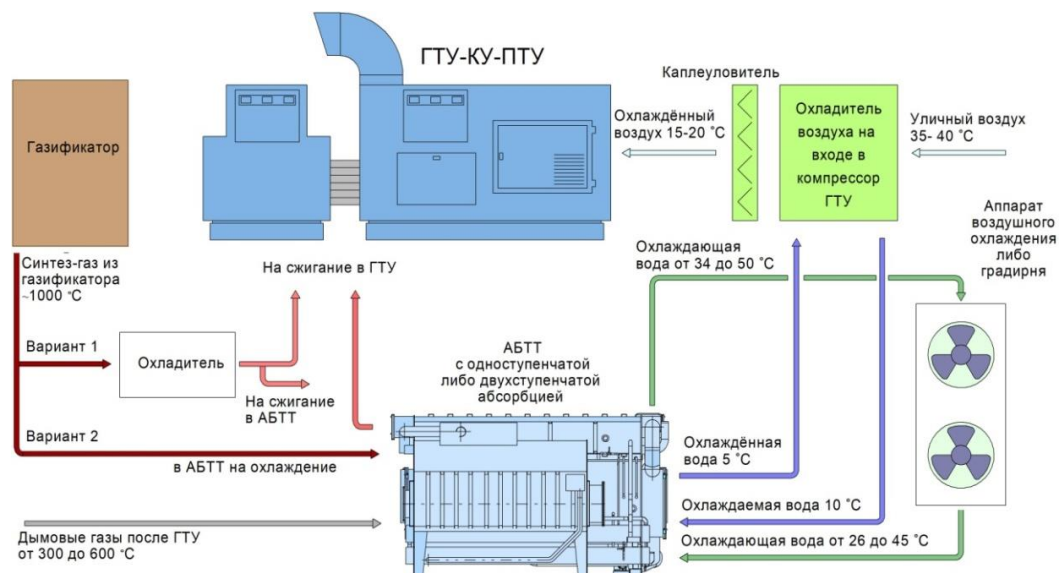 ГТУ-КУ-ПТУ
Каплеуловитель
Газификатор
Охлаждённый
воздух 15-20 ˚С
Охладитель
воздуха на
входе в
компрессор
ГТУ
Уличный воздух
35- 40 ˚С
Аппарат
воздушного
охлаждения
либо
градирня
Синтез-газ из
газификатора
~1000 °С
На сжигание в ГТУ
Охлаждающая
вода от 34 до 50 ˚С
Вариант 1
Охладитель
На сжигание
в АБТТ
АБТТ
с одноступенчатой
либо двухступенчатой
абсорбцией
Вариант 2
в АБТТ на охлаждение
Охлаждённая
вода 5 ˚С
Охлаждаемая вода 10 ˚С
Дымовые газы после ГТУ
от 300 до 600 °С
Охлаждающая вода от 26 до 45 ˚С